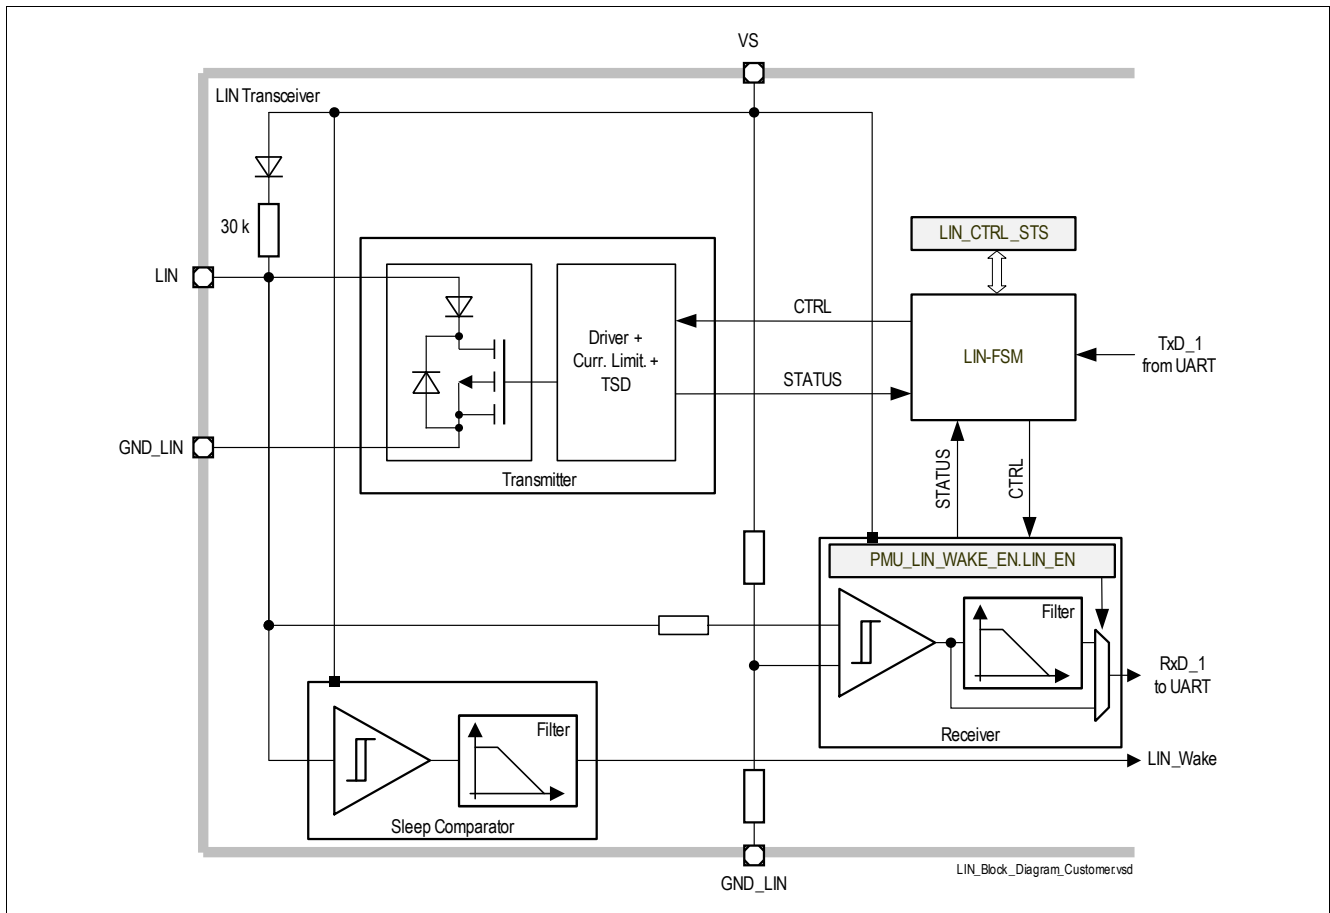 VS
LIN Transceiver
30 k
LIN_CTRL_STS
LIN
CTRL
Driver +
Curr. Limit. +
TSD
LIN-FSM
TxD_1
from UART
STATUS
GND_LIN
Transmitter
STATUS
CTRL
PMU_LIN_WAKE_EN.LIN_EN
Filter
RxD_1
to UART
Receiver
Filter
LIN_Wake
Sleep Comparator
GND_LIN
LIN_Block_Diagram_Customer.vsd